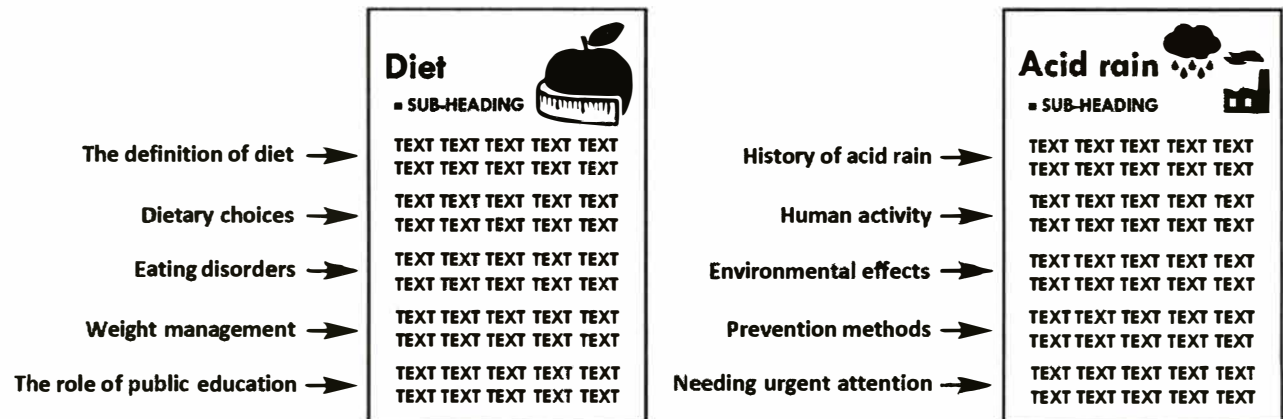 Diet
▪ SUB-HEADING
The definition of diet
TEXT TEXT TEXT TEXT TEXT
TEXT TEXT TEXT TEXT TEXT
Dietary choices
TEXT TEXT TEXT TEXT TEXT
TEXT TEXT TEXT TEXT TEXT
Eating disorders
TEXT TEXT TEXT TEXT TEXT
TEXT TEXT TEXT TEXT TEXT
Weight management
TEXT TEXT TEXT TEXT TEXT
TEXT TEXT TEXT TEXT TEXT
The role of public education
TEXT TEXT TEXT TEXT TEXT
TEXT TEXT TEXT TEXT TEXT
Acid rain
▪ SUB-HEADING
History of acid rain
TEXT TEXT TEXT TEXT TEXT
TEXT TEXT TEXT TEXT TEXT
Human activity
TEXT TEXT TEXT TEXT TEXT
TEXT TEXT TEXT TEXT TEXT
Environmental effects
TEXT TEXT TEXT TEXT TEXT
TEXT TEXT TEXT TEXT TEXT
Prevention methods
TEXT TEXT TEXT TEXT TEXT
TEXT TEXT TEXT TEXT TEXT
Needing urgent attention
TEXT TEXT TEXT TEXT TEXT
TEXT TEXT TEXT TEXT TEXT